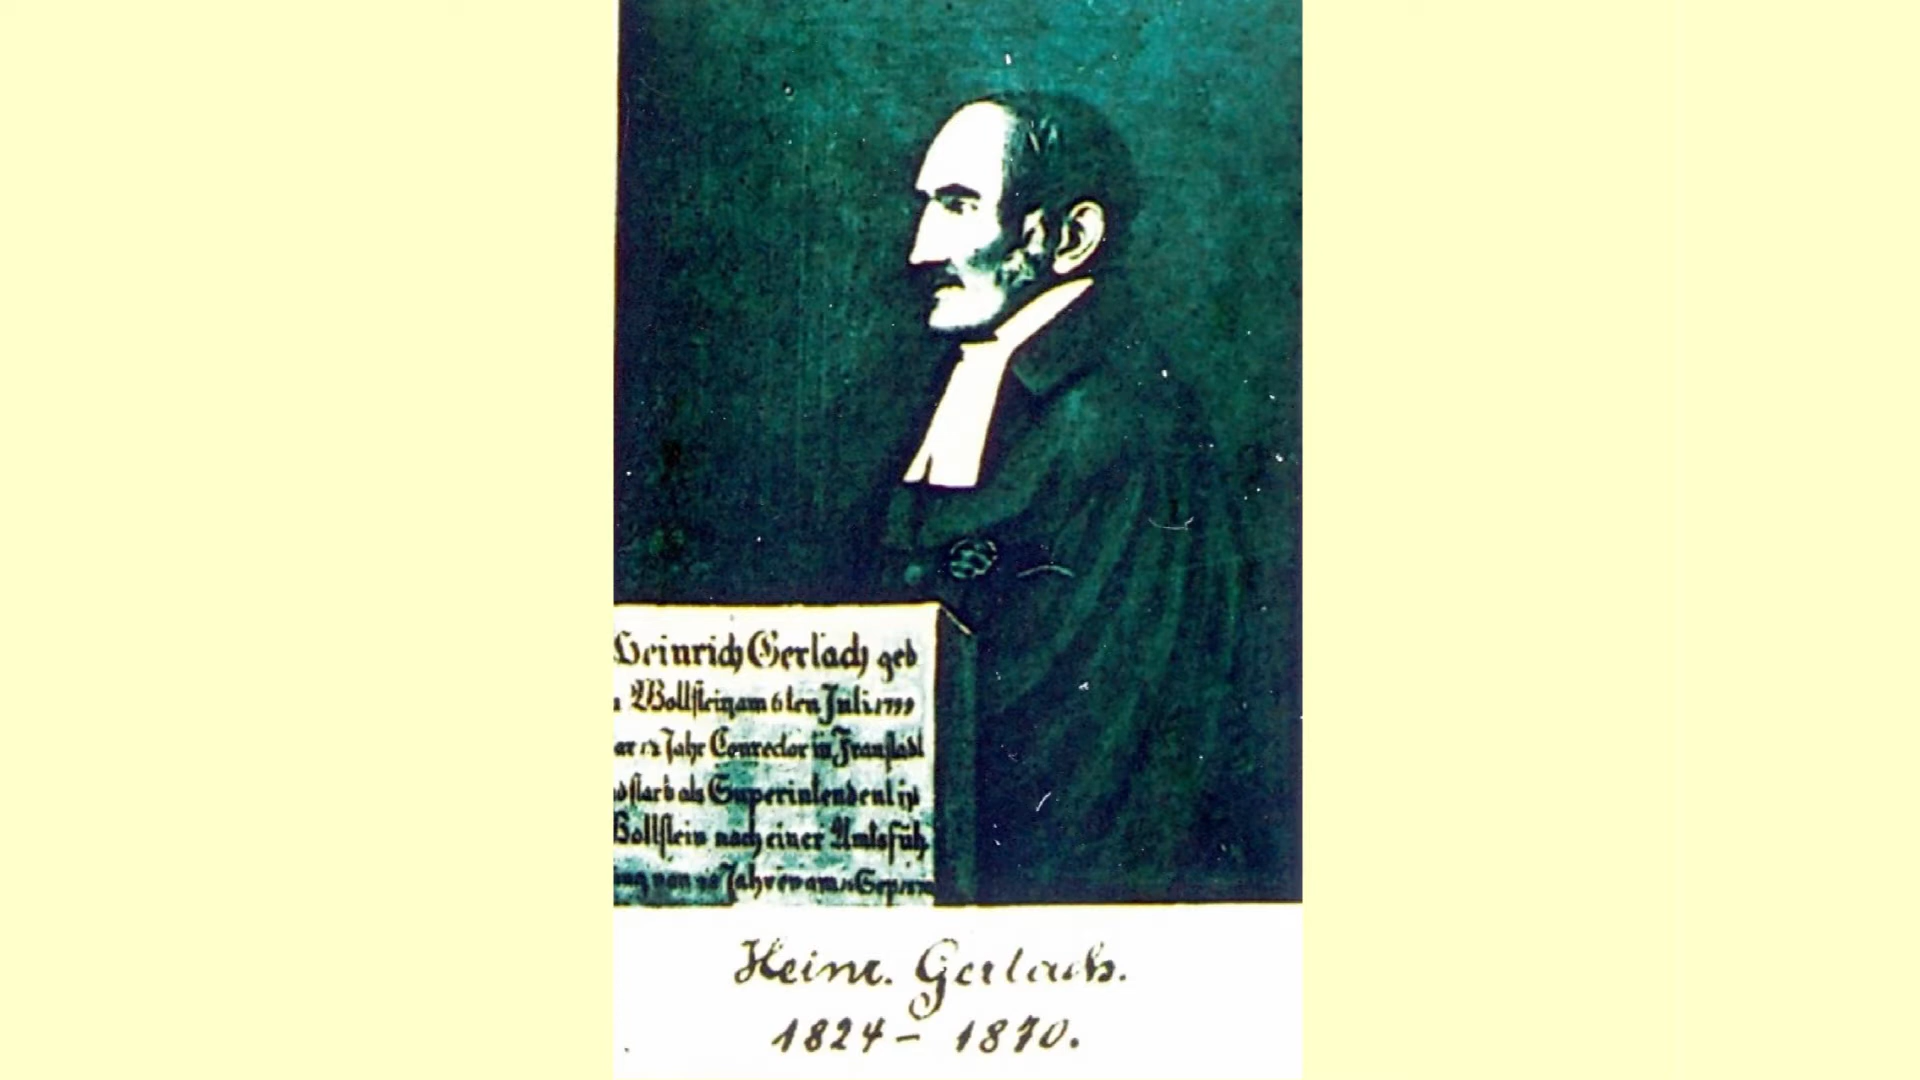 Heinrich Gerlach geb
Wollstein am 6ten Juli 1799
Jahr Conrector in Fraustadt
starb als Superintendent in
Wollstein nach einer Amtsfüh
von Jahren am
Heinr. Gerlach.
1824 - 1870.